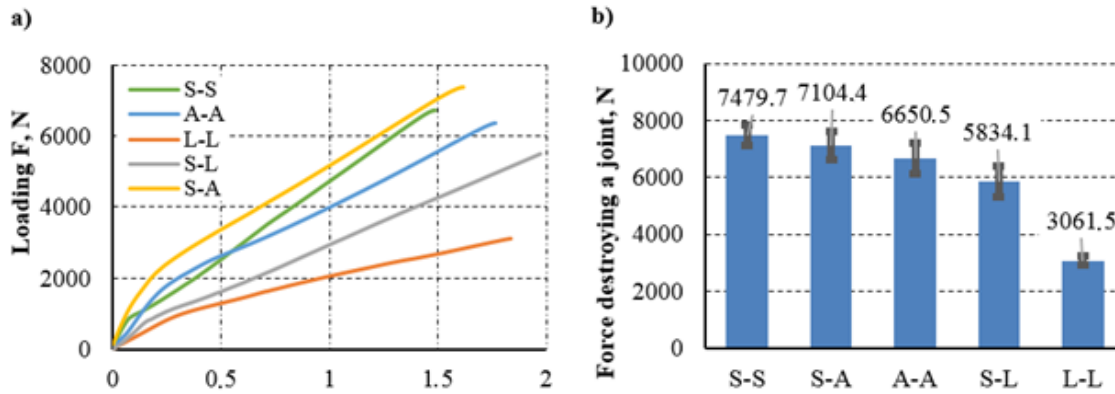 a)
Loading F, N
8000
6000
4000
2000
0
S-S
A-A
L-L
S-L
S-A
0 0.5 1 1.5 2
b)
Force destroying a joint, N
10000
8000
6000
4000
2000
0
7479.7 7104.4 6650.5 5834.1 3061.5
S-S S-A A-A S-L L-L